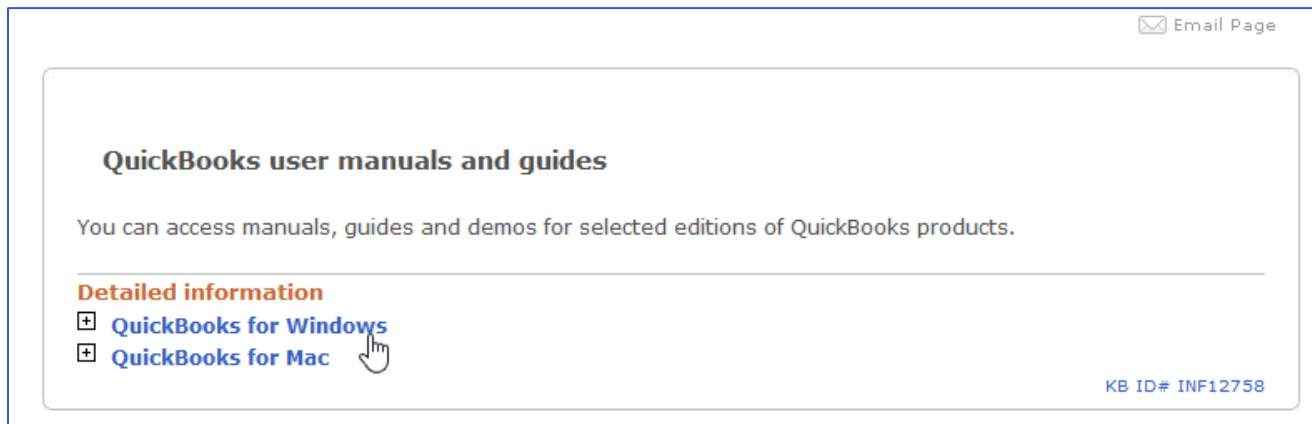 Email Page
QuickBooks user manuals and guides
You can access manuals, guides and demos for selected editions of QuickBooks products.
Detailed information
QuickBooks for Windows
QuickBooks for Mac
KB ID# INF12758